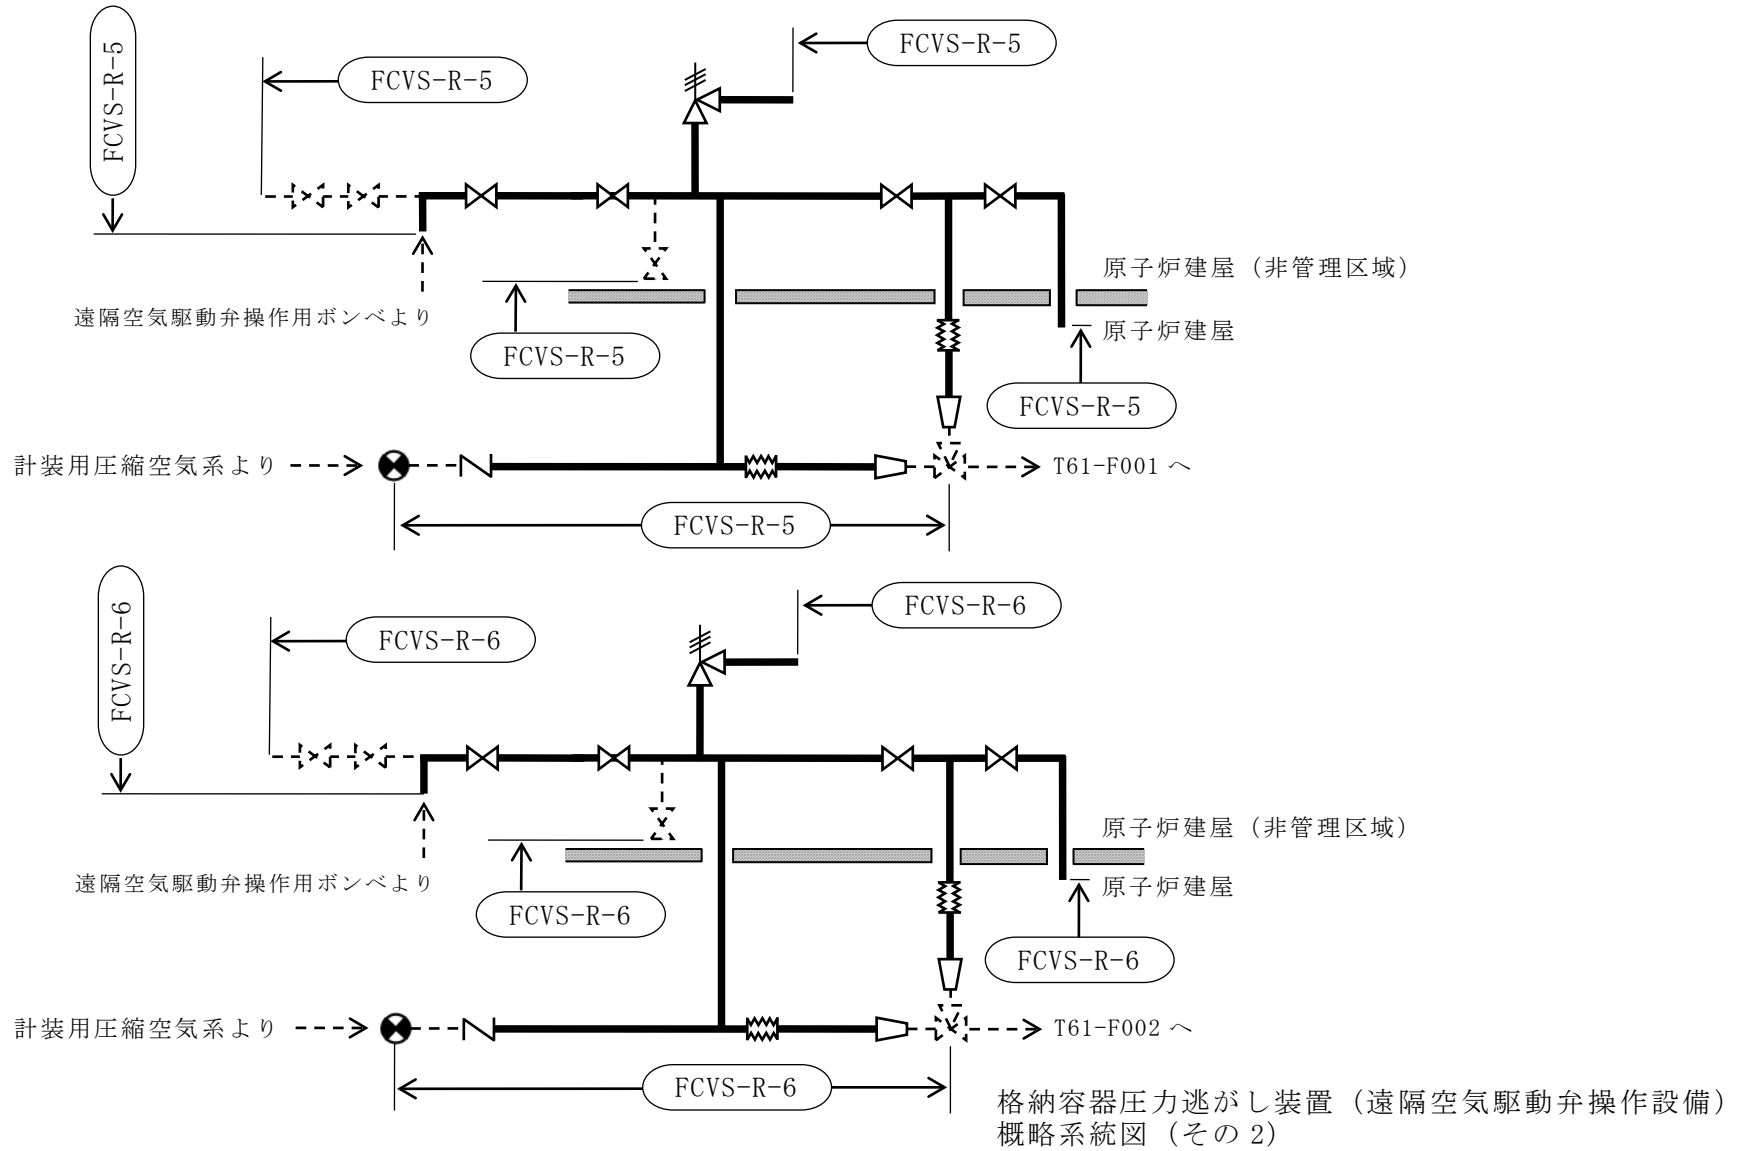 FCVS-R-5
FCVS-R-5
FCVS-R-5
原子炉建屋（非管理区域）
遠隔空気駆動弁操作用ボンベより
原子炉建屋
FCVS-R-5
FCVS-R-5
計装用圧縮空気系より
T61-F001 へ
FCVS-R-5
FCVS-R-6
FCVS-R-6
FCVS-R-6
原子炉建屋（非管理区域）
遠隔空気駆動弁操作用ボンベより
原子炉建屋
FCVS-R-6
FCVS-R-6
計装用圧縮空気系より
T61-F002 へ
FCVS-R-6
格納容器圧力逃がし装置（遠隔空気駆動弁操作設備）
概略系統図（その 2）